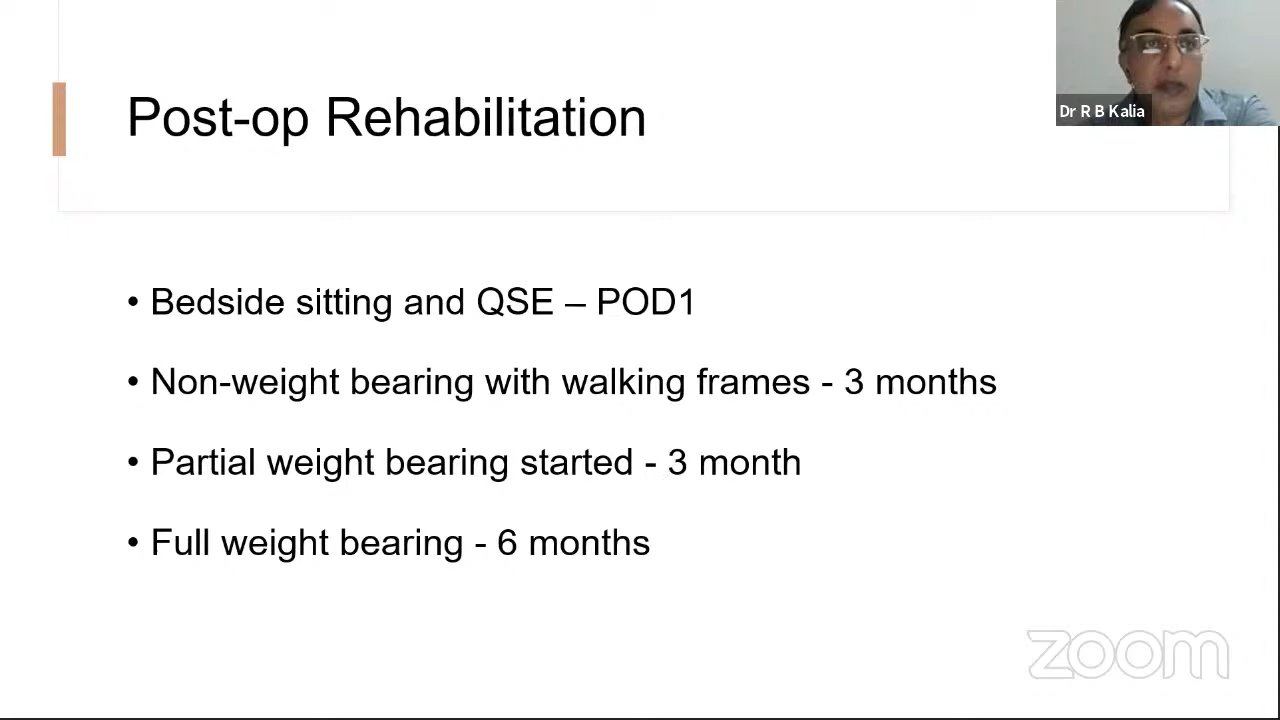 Post-op Rehabilitation
Dr R B Kalia
• Bedside sitting and QSE – POD1
• Non-weight bearing with walking frames - 3 months
• Partial weight bearing started - 3 month
• Full weight bearing - 6 months
zoom